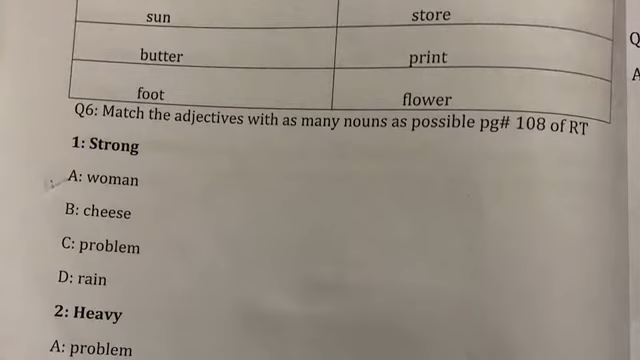 sun store
butter print
foot flower
Q6: Match the adjectives with as many nouns as possible pg# 108 of RT
1: Strong
A: woman
B: cheese
C: problem
D: rain
2: Heavy
A: problem
Q
A